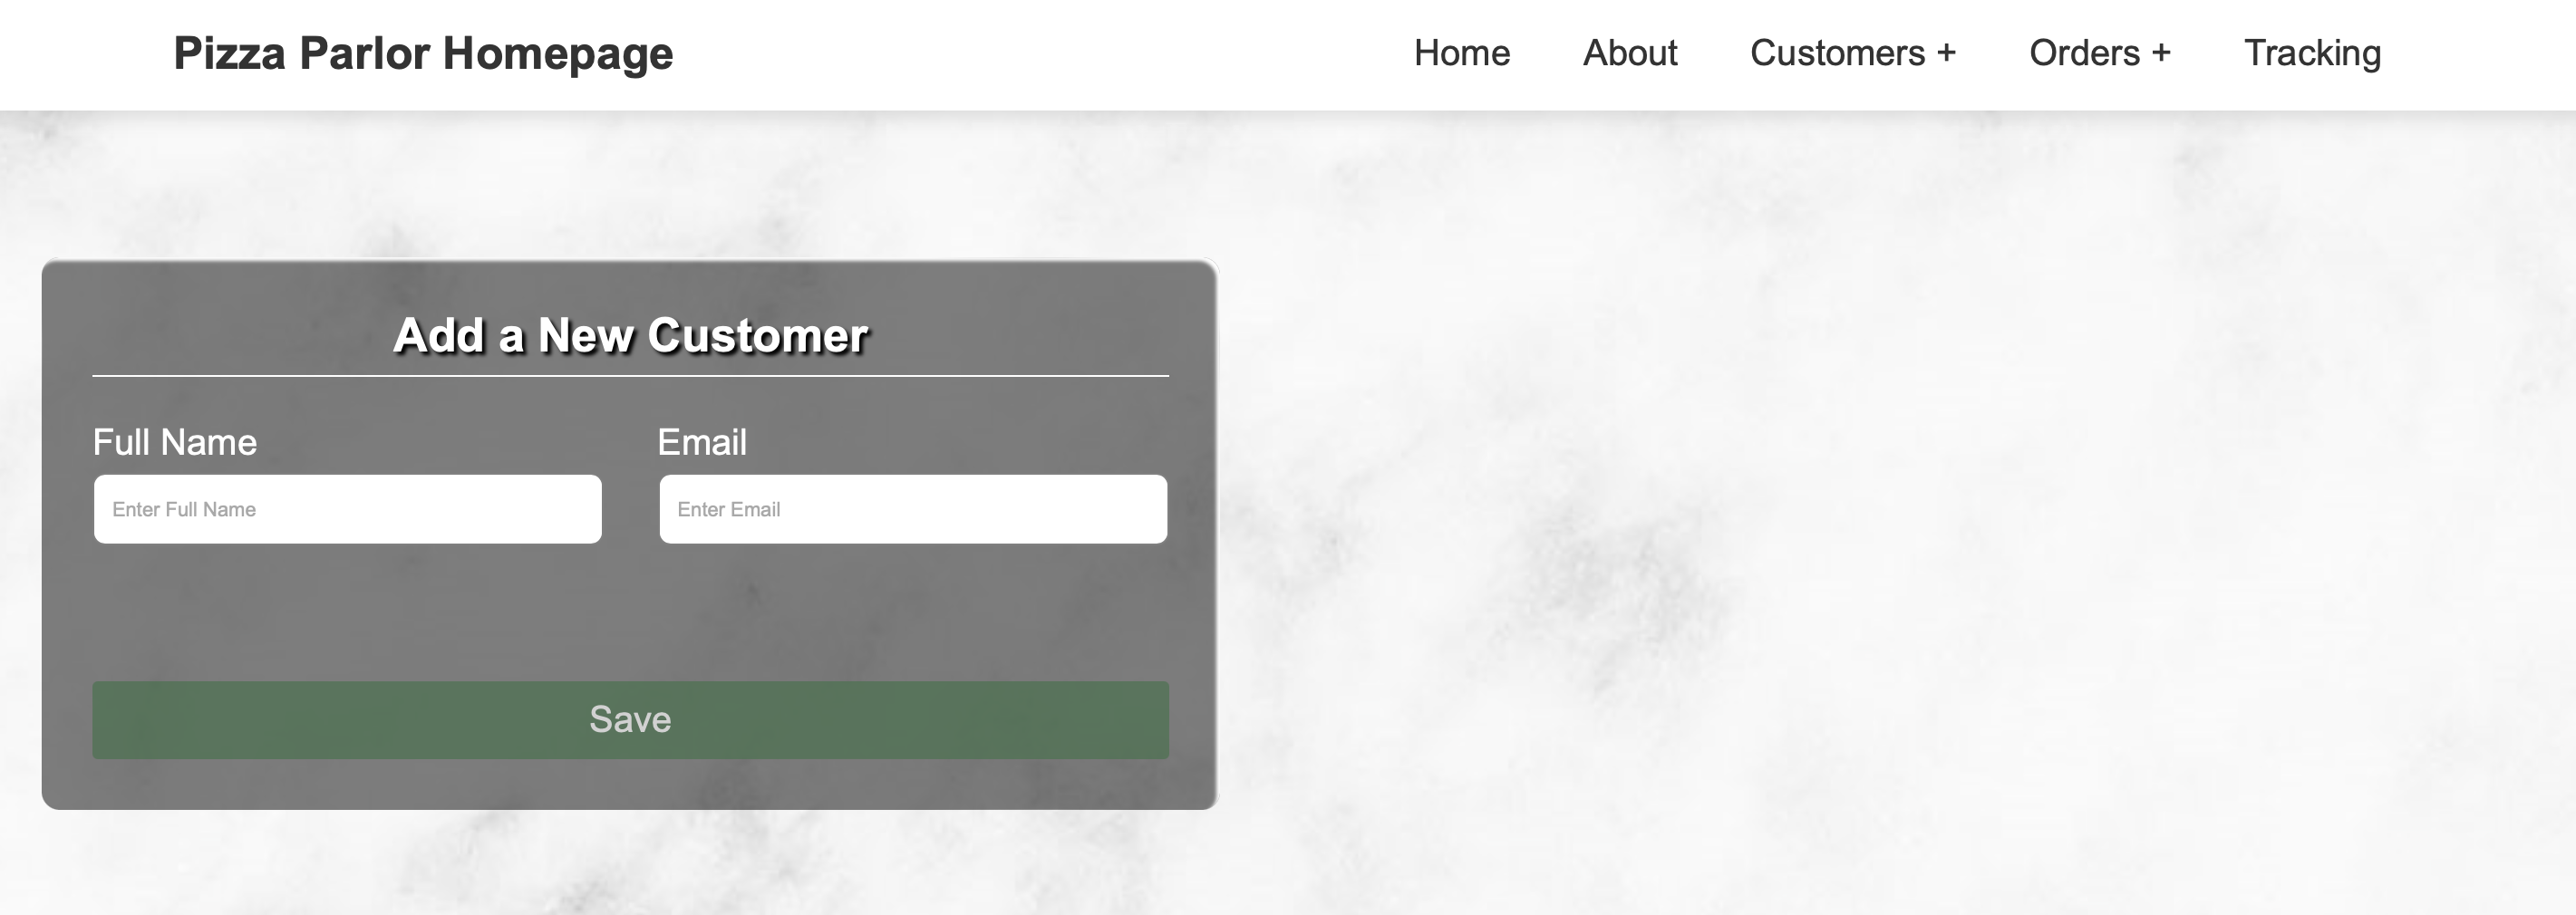 Pizza Parlor Homepage
Home About Customers + Orders + Tracking
Add a New Customer
Full Name
Email
Enter Full Name
Enter Email
Save